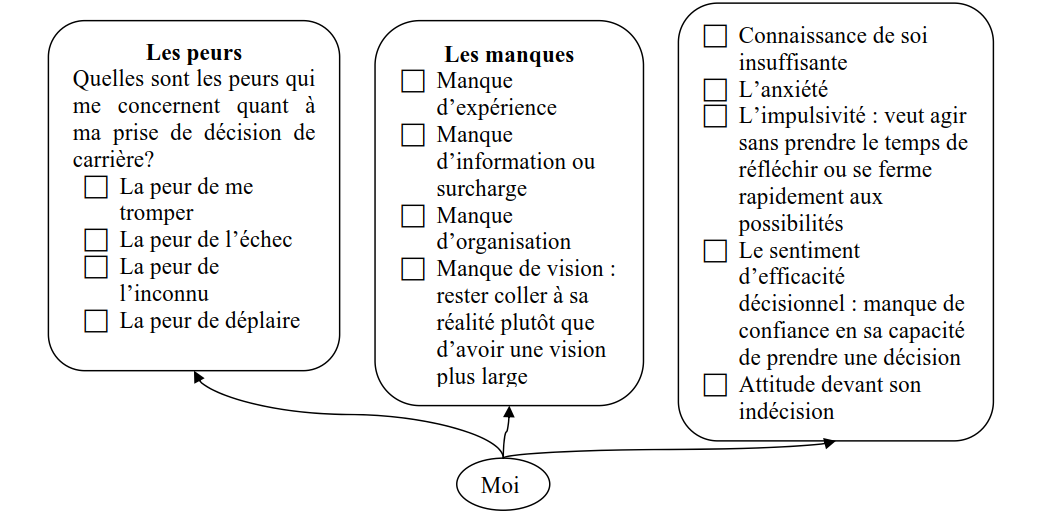 Les peurs
Quelles sont les peurs qui
me concernent quant à
ma prise de décision de
carrière?
La peur de me
tromper
La peur de l’échec
La peur de
l’inconnu
La peur de déplaire
Les manques
Manque
d’expérience
Manque
d’information ou
surcharge
Manque
d’organisation
Manque de vision :
rester coller à sa
réalité plutôt que
d’avoir une vision
plus large
Connaissance de soi
insuffisante
L’anxiété
L’impulsivité : veut agir
sans prendre le temps de
réfléchir ou se ferme
rapidement aux
possibilités
Le sentiment
d’efficacité
décisionnel : manque de
confiance en sa capacité
de prendre une décision
Attitude devant son
indécision
Moi